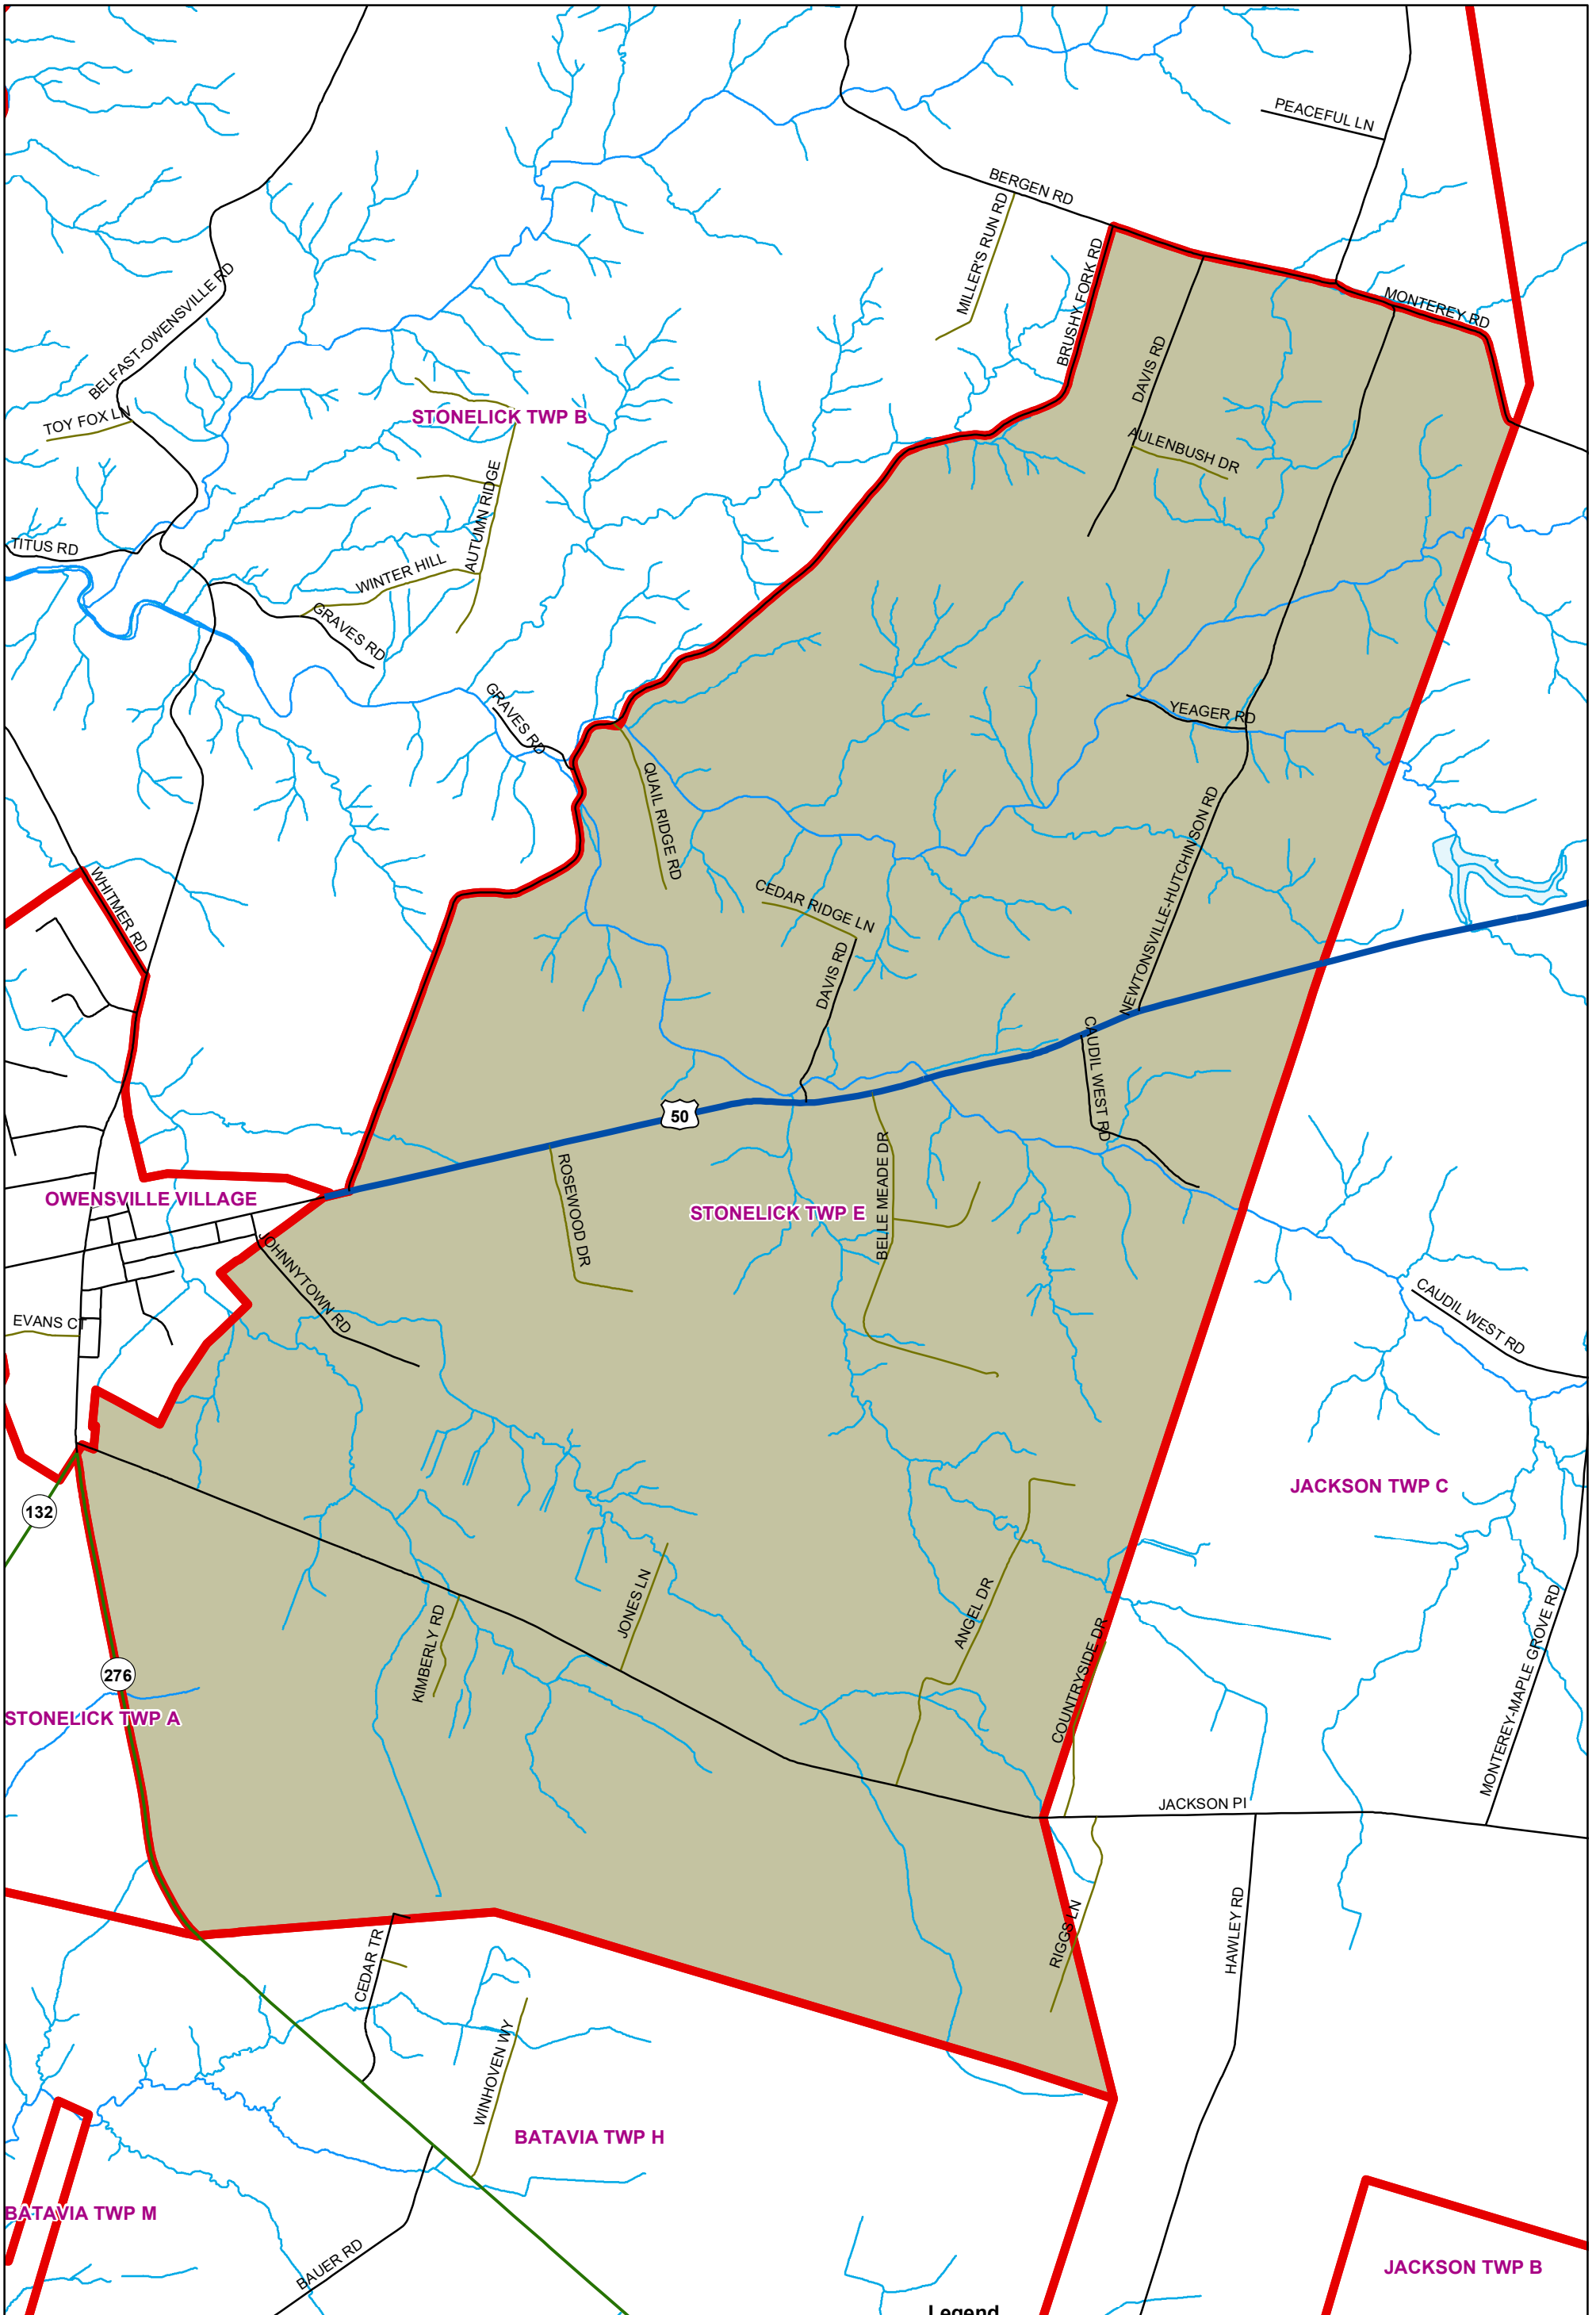 PEACEFUL LN
BERGEN RD
MILLER'S RUN RD
BRUSHY FORK RD
MONTEREY RD
BELFAST-OWENSVILLE RD
DAVIS RD
TOY FOX LN
STONELICK TWP B
AULENBUSH DR
AUTUMN RIDGE
TITUS RD
WINTER HILL
GRAVES RD
GRAVES RD
YEAGER RD
QUAIL RIDGE RD
NEWTONSVILLE-HUTCHINSON RD
WHITMER RD
CEDAR RIDGE LN
DAVIS RD
CAUDIL WEST RD
50
ROSEWOOD DR
BELLE MEADE DR
OWENSVILLE VILLAGE
STONELICK TWP E
JOHNNYTOWN RD
EVANS CT
CAUDIL WEST RD
JACKSON TWP C
132
JONES LN
ANGEL DR
KIMBERLY RD
COUNTRYSIDE DR
MONTEREY-MAPLE GROVE RD
276
STONELICK TWP A
JACKSON PI
RIGGS LN
HAWLEY RD
CEDAR TR
WINHOVEN WY
BATAVIA TWP H
BATAVIA TWP M
BAUER RD
JACKSON TWP B
Legend